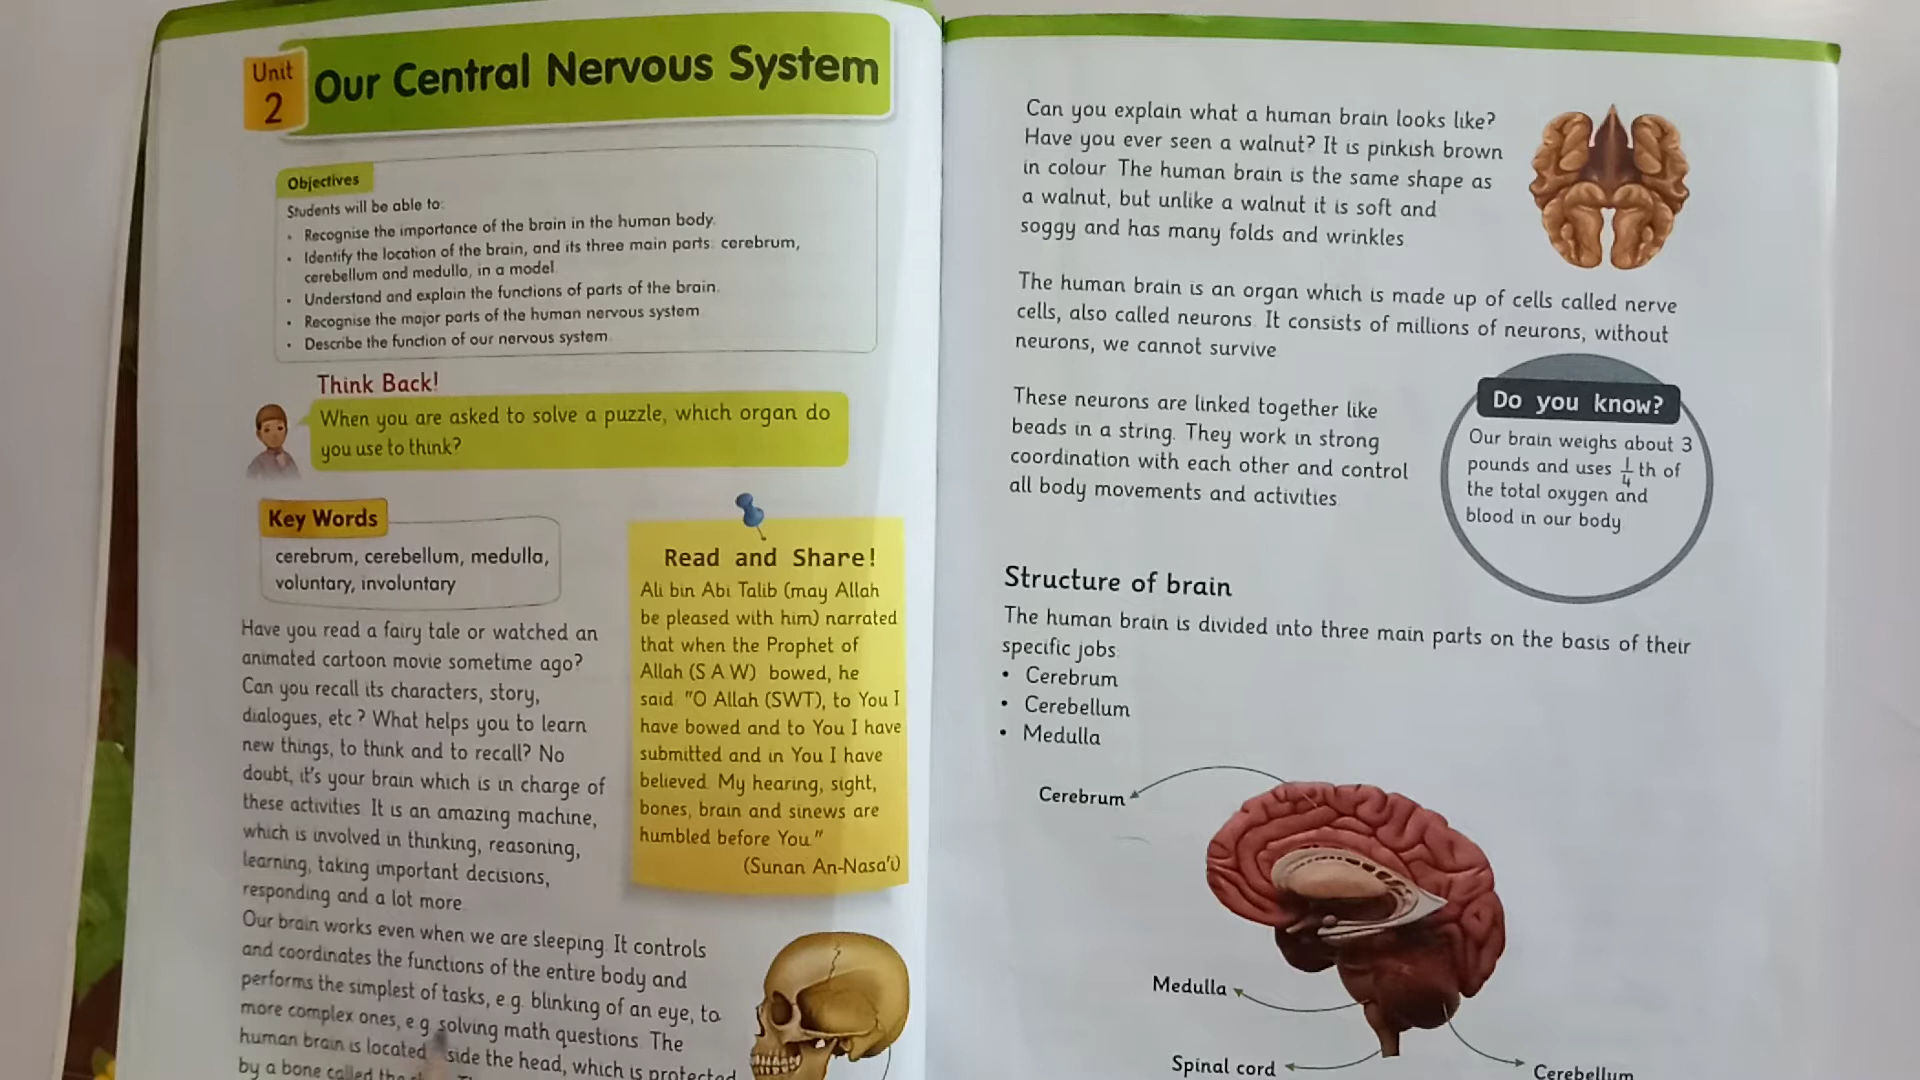 Unit
2
Our Central Nervous System
Objectives
Students will be able to:
• Recognise the importance of the brain in the human body.
• Identify the location of the brain, and its three main parts: cerebrum,
cerebellum and medulla, in a model.
• Understand and explain the functions of parts of the brain.
• Recognise the major parts of the human nervous system.
• Describe the function of our nervous system.
Think Back!
When you are asked to solve a puzzle, which organ do
you use to think?
Key Words
cerebrum, cerebellum, medulla,
voluntary, involuntary
Have you read a fairy tale or watched an
animated cartoon movie sometime ago?
Can you recall its characters, story,
dialogues, etc.? What helps you to learn
new things, to think and to recall? No
doubt, it's your brain which is in charge of
these activities. It is an amazing machine,
which is involved in thinking, reasoning,
learning, taking important decisions,
responding and a lot more.
Read and Share!
Ali bin Abi Talib (may Allah
be pleased with him) narrated
that when the Prophet of
Allah (S.A.W) bowed, he
said: "O Allah (SWT), to You I
have bowed and to You I have
submitted and in You I have
believed. My hearing, sight,
bones, brain and sinews are
humbled before You."
(Sunan An-Nasa'i)
Our brain works even when we are sleeping. It controls
and coordinates the functions of the entire body and
performs the simplest of tasks, e.g. blinking of an eye, to
more complex ones, e.g. solving math questions. The
human brain is located side the head, which is protected
by a bone called the
Can you explain what a human brain looks like?
Have you ever seen a walnut? It is pinkish brown
in colour. The human brain is the same shape as
a walnut, but unlike a walnut it is soft and
soggy and has many folds and wrinkles.
The human brain is an organ which is made up of cells called nerve
cells, also called neurons. It consists of millions of neurons, without
neurons, we cannot survive.
These neurons are linked together like
beads in a string. They work in strong
coordination with each other and control
all body movements and activities.
Do you know?
Our brain weighs about 3
pounds and uses 1/4 th of
the total oxygen and
blood in our body.
Structure of brain
The human brain is divided into three main parts on the basis of their
specific jobs.
• Cerebrum
• Cerebellum
• Medulla
Cerebrum
Medulla
Spinal cord
Cerebellum